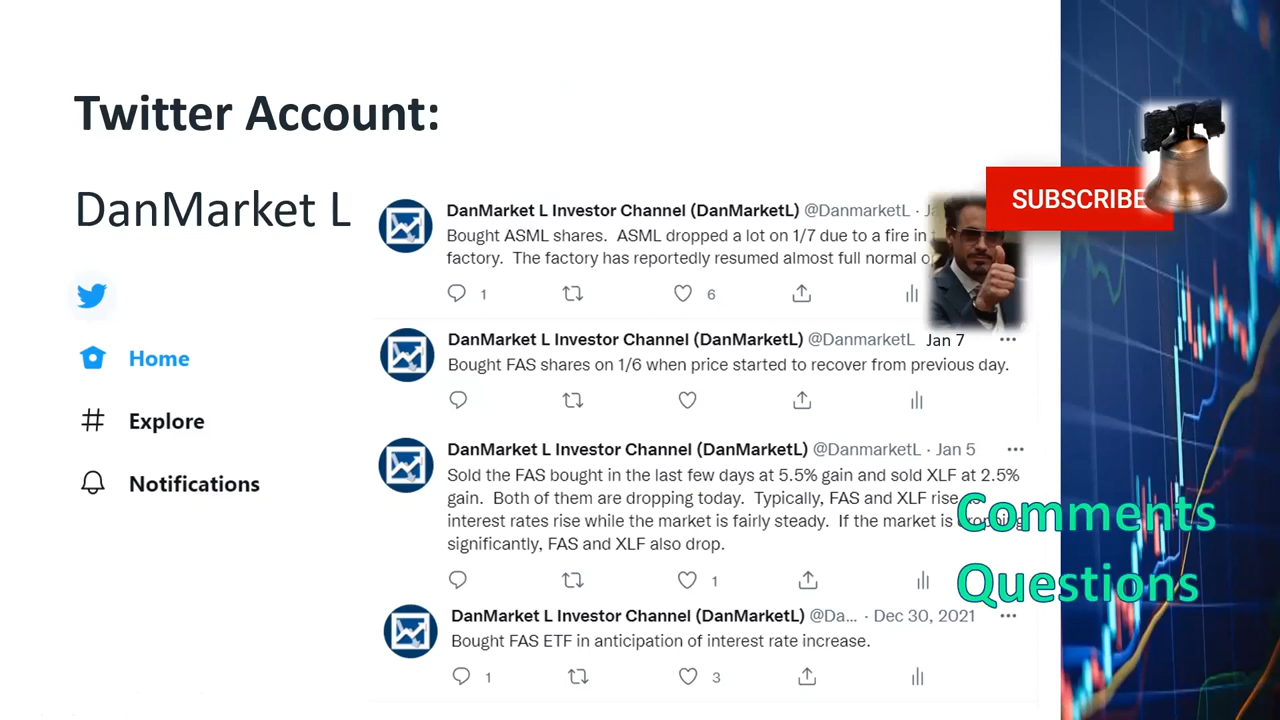 Twitter Account:
DanMarket L
Home
Explore
Notifications
DanMarket L Investor Channel (DanMarketL) @DanmarketL ·
Bought ASML shares. ASML dropped a lot on 1/7 due to a fire in
factory. The factory has reportedly resumed almost full normal
1 6
DanMarket L Investor Channel (DanMarketL) @DanmarketL Jan 7 ...
Bought FAS shares on 1/6 when price started to recover from previous day.
DanMarket L Investor Channel (DanMarketL) @DanmarketL · Jan 5 ...
Sold the FAS bought in the last few days at 5.5% gain and sold XLF at 2.5%
gain. Both of them are dropping today. Typically, FAS and XLF rise as
interest rates rise while the market is fairly steady. If the market is dropping
significantly, FAS and XLF also drop.
1
DanMarket L Investor Channel (DanMarketL) @Da... · Dec 30, 2021 ...
Bought FAS ETF in anticipation of interest rate increase.
1 3
SUBSCRIBE
Comments
Questions